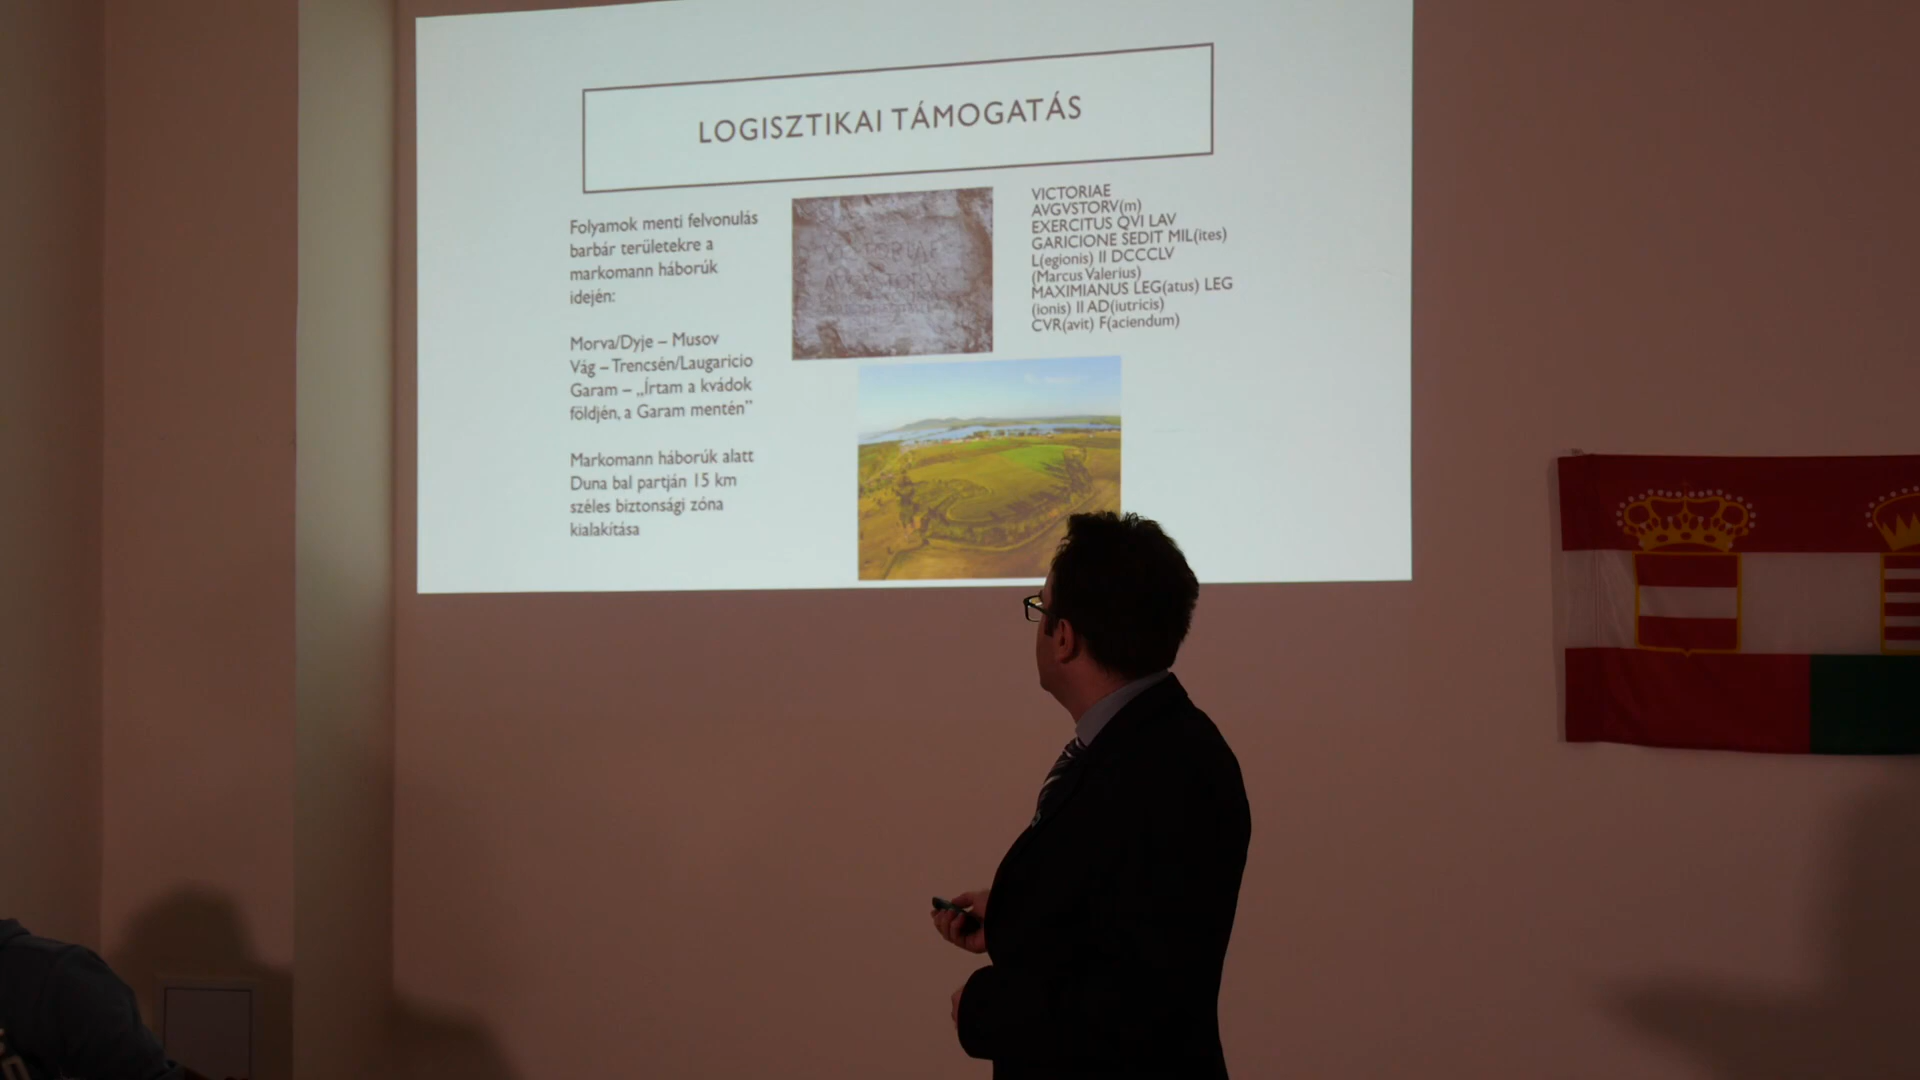 LOGISZTIKAI TÁMOGATÁS
Folyamok menti felvonulás
barbár területekre a
markomann háborúk
idején:
Morva/Dyje – Musov
Vág – Trencsén/Laugaricio
Garam – „Írtam a kvádok
földjén, a Garam mentén”
Markomann háborúk alatt
Duna bal partján 15 km
széles biztonsági zóna
kialakítása
VICTORIAE
AVGVSTORV
VICTORIAE
AVGVSTORV(m)
EXERCITUS QVI LAV
GARICIONE SEDIT MIL(ites)
L(egionis) II DCCCLV
(Marcus Valerius)
MAXIMIANUS LEG(atus) LEG
(ionis) II AD(iutricis)
CVR(avit) F(aciendum)